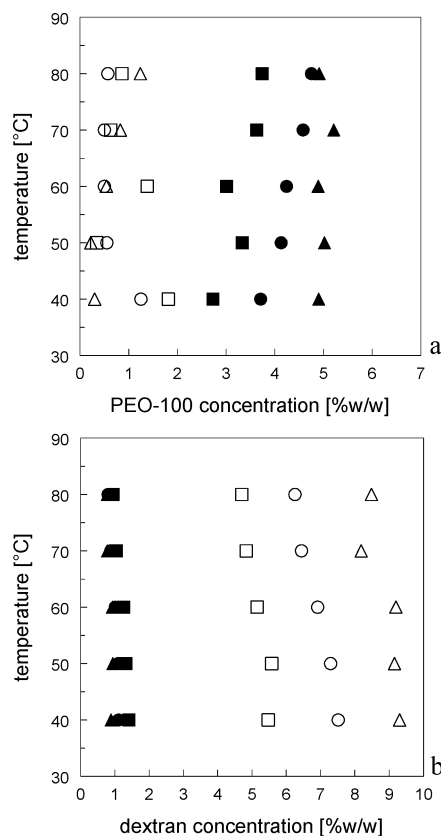 90
80
70
60
50
40
30
temperature [°C]
0 1 2 3 4 5 6 7
PEO-100 concentration [%w/w]
a
90
80
70
60
50
40
30
temperature [°C]
0 1 2 3 4 5 6 7 8 9 10
dextran concentration [%w/w]
b